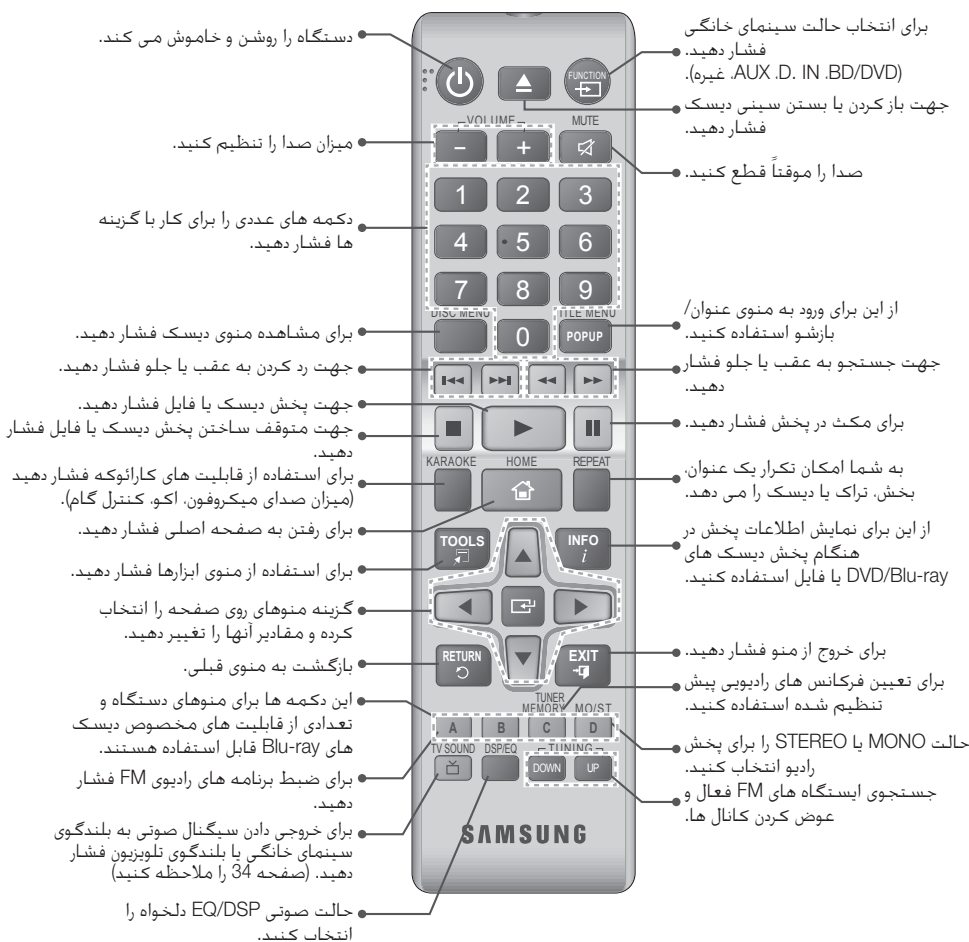 دستگاه را روشن و خاموش می کند.
میزان صدا را تنظیم کنید.
دکمه های عددی را برای کار با گزینه
ها فشار دهید.
برای مشاهده منوی دیسک فشار دهید.
جهت رد کردن به عقب یا جلو فشار دهید.
جهت پخش دیسک یا فایل فشار دهید.
جهت متوقف ساختن پخش دیسک یا فایل فشار
دهید.
برای استفاده از قابلیت های کارائوکه فشار دهید
(میزان صدای میکروفون، اکو، کنترل گام).
برای رفتن به صفحه اصلی فشار دهید.
برای استفاده از منوی ابزارها فشار دهید.
گزینه منوهای روی صفحه را انتخاب
کرده و مقادیر آنها را تغییر دهید.
بازگشت به منوی قبلی.
این دکمه ها برای منوهای دستگاه و
تعدادی از قابلیت های مخصوص دیسک
های Blu-ray قابل استفاده هستند.
برای ضبط برنامه های رادیوی FM فشار
دهید.
برای خروجی دادن سیگنال صوتی به بلندگوی
سینمای خانگی یا بلندگوی تلویزیون فشار
دهید. (صفحه 34 را ملاحظه کنید)
حالت صوتی EQ/DSP دلخواه را
انتخاب کنید.
FUNCTION
VOLUME
MUTE
- +
1 2 3
4 5 6
7 8 9
DISC MENU
TITLE MENU
0
POPUP
KARAOKE HOME REPEAT
TOOLS
INFO
i
RETURN
EXIT
TUNER
MEMORY MO/ST
A B C D
TV SOUND DSP/EQ TUNING
DOWN UP
SAMSUNG
برای انتخاب حالت سینمای خانگی
فشار دهید.
(AUX .D. IN .BD/DVD، غیره).
جهت باز کردن یا بستن سینی دیسک
فشار دهید.
صدا را موقتاً قطع کنید.
از این برای ورود به منوی عنوان/
بازشو استفاده کنید.
جهت جستجو به عقب یا جلو فشار
دهید.
برای مکث در پخش فشار دهید.
به شما امکان تکرار یک عنوان،
بخش، تراک یا دیسک را می دهد.
از این برای نمایش اطلاعات پخش در
هنگام پخش دیسک های
DVD/Blu-ray یا فایل استفاده کنید.
برای خروج از منو فشار دهید.
برای تعیین فرکانس های رادیویی پیش
تنظیم شده استفاده کنید.
حالت MONO یا STEREO را برای پخش
رادیو انتخاب کنید.
جستجوی ایستگاه های FM فعال و
عوض کردن کانال ها.